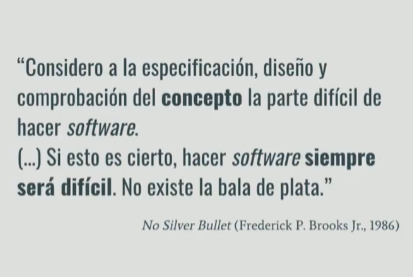 “Considero a la especificación, diseño y
comprobación del concepto la parte difícil de
hacer software.
(...) Si esto es cierto, hacer software siempre
será difícil. No existe la bala de plata.”
No Silver Bullet (Frederick P. Brooks Jr., 1986)